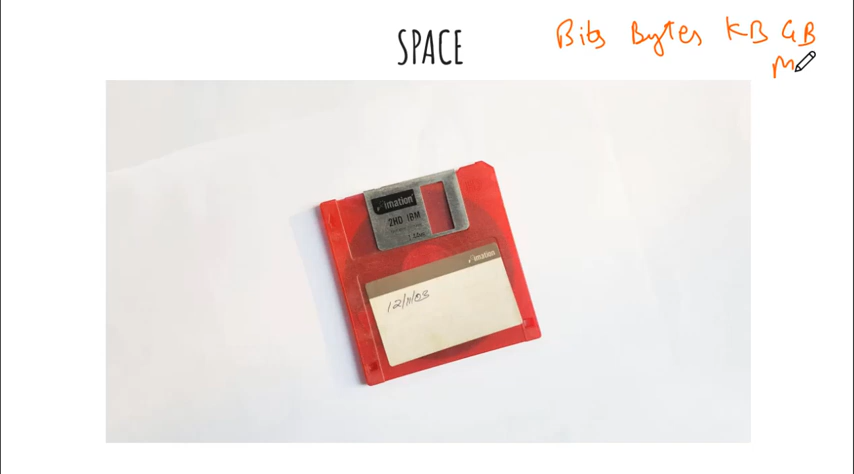 SPACE
Bits Bytes KB GB
M
imation
2HD IBM
imation
12/11/03